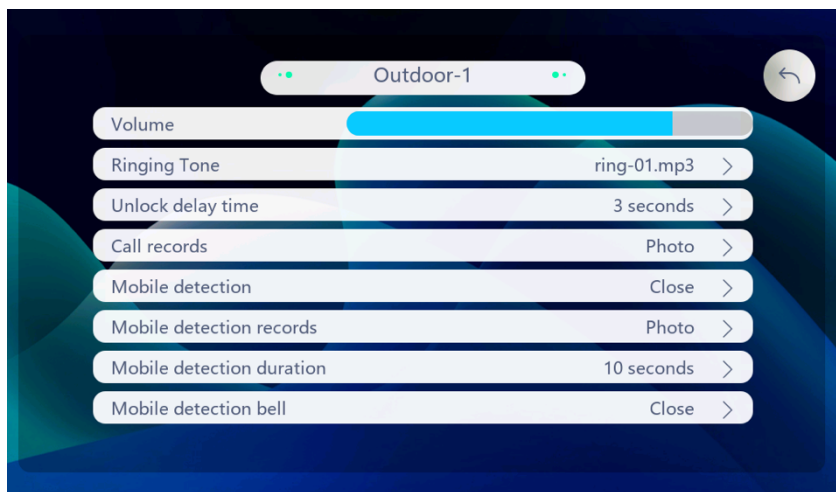 Outdoor-1
Volume
Ringing Tone ring-01.mp3
Unlock delay time 3 seconds
Call records Photo
Mobile detection Close
Mobile detection records Photo
Mobile detection duration 10 seconds
Mobile detection bell Close